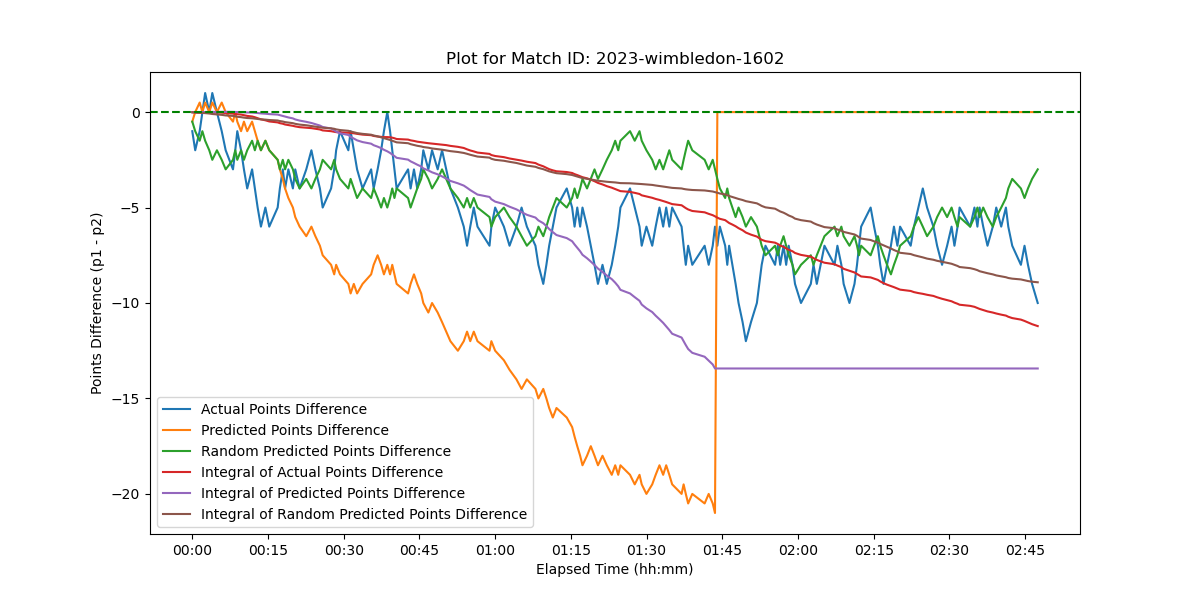 Plot for Match ID: 2023-wimbledon-1602
Points Difference (p1 - p2)
0
−5
−10
−15
−20
Actual Points Difference
Predicted Points Difference
Random Predicted Points Difference
Integral of Actual Points Difference
Integral of Predicted Points Difference
Integral of Random Predicted Points Difference
00:00 00:15 00:30 00:45 01:00 01:15 01:30 01:45 02:00 02:15 02:30 02:45
Elapsed Time (hh:mm)